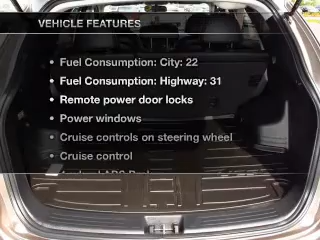 VEHICLE FEATURES
• Fuel Consumption: City: 22
• Fuel Consumption: Highway: 31
• Remote power door locks
• Power windows
• Cruise controls on steering wheel
• Cruise control